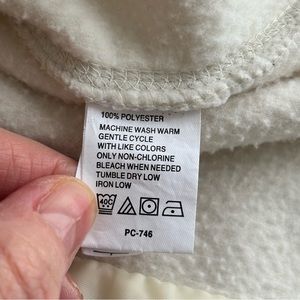 100% POLYESTER
MACHINE WASH WARM
GENTLE CYCLE
WITH LIKE COLORS
ONLY NON-CHLORINE
BLEACH WHEN NEEDED
TUMBLE DRY LOW
IRON LOW
40C
PC-746